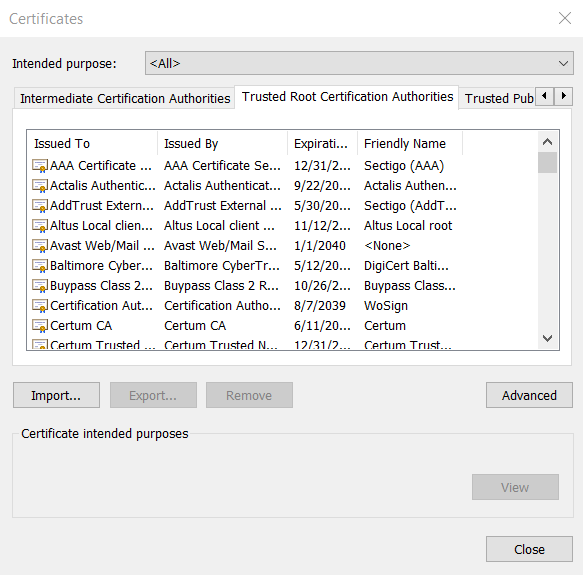 Certificates
Intended purpose: <All>
Intermediate Certification Authorities Trusted Root Certification Authorities Trusted Pub
Issued To Issued By Expirati... Friendly Name
AAA Certificate ... AAA Certificate Se... 12/31/2... Sectigo (AAA)
Actalis Authentic... Actalis Authenticat... 9/22/20... Actalis Authen...
AddTrust Extern... AddTrust External ... 5/30/20... Sectigo (AddT...
Altus Local clien... Altus Local client ... 11/12/2... Altus Local root
Avast Web/Mail ... Avast Web/Mail S... 1/1/2040 <None>
Baltimore Cyber... Baltimore CyberTr... 5/12/20... DigiCert Balti...
Buypass Class 2... Buypass Class 2 R... 10/26/2... Buypass Class...
Certification Aut... Certification Autho... 8/7/2039 WoSign
Certum CA Certum CA 6/11/20... Certum
Certum Trusted ... Certum Trusted N... 12/31/2... Certum Trust...
Import... Export... Remove Advanced
Certificate intended purposes
View
Close